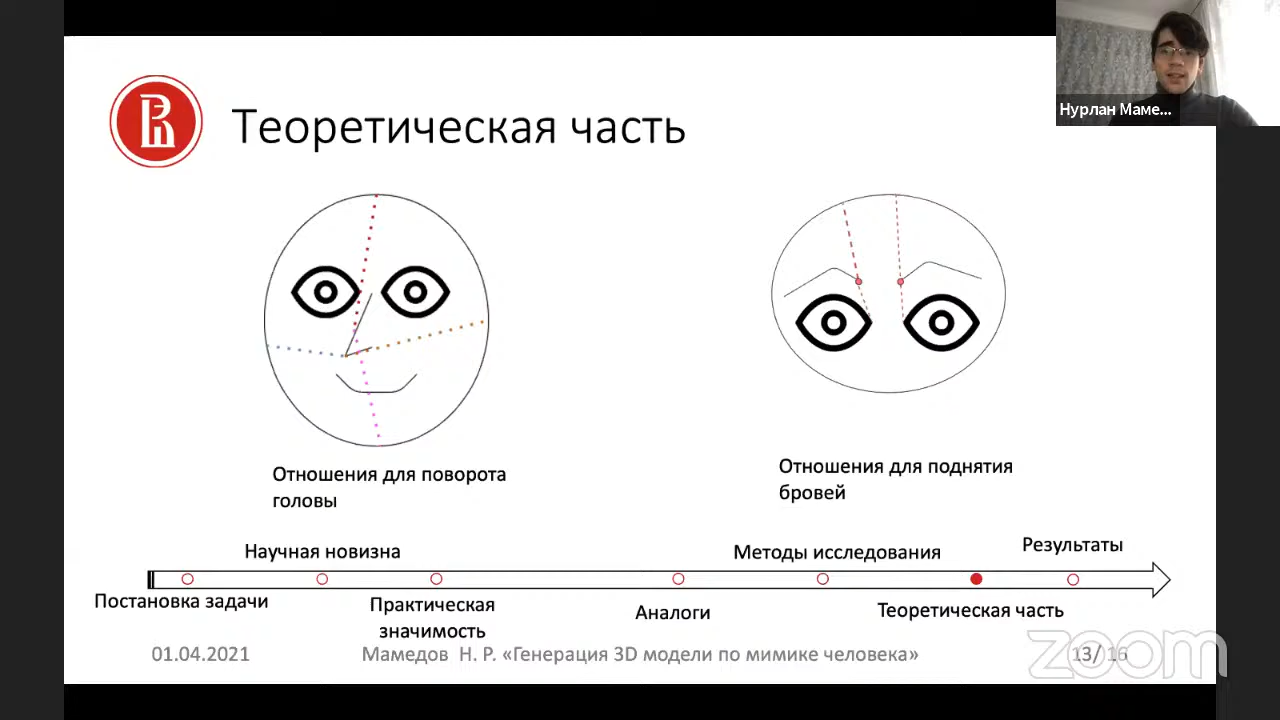 Нурлан Маме...
Теоретическая часть
Отношения для поворота
головы
Отношения для поднятия
бровей
Научная новизна
Методы исследования
Результаты
Постановка задачи
Практическая
значимость
Аналоги
Теоретическая часть
01.04.2021
Мамедов Н. Р. «Генерация 3D модели по мимике человека»
13/ 16
zoom